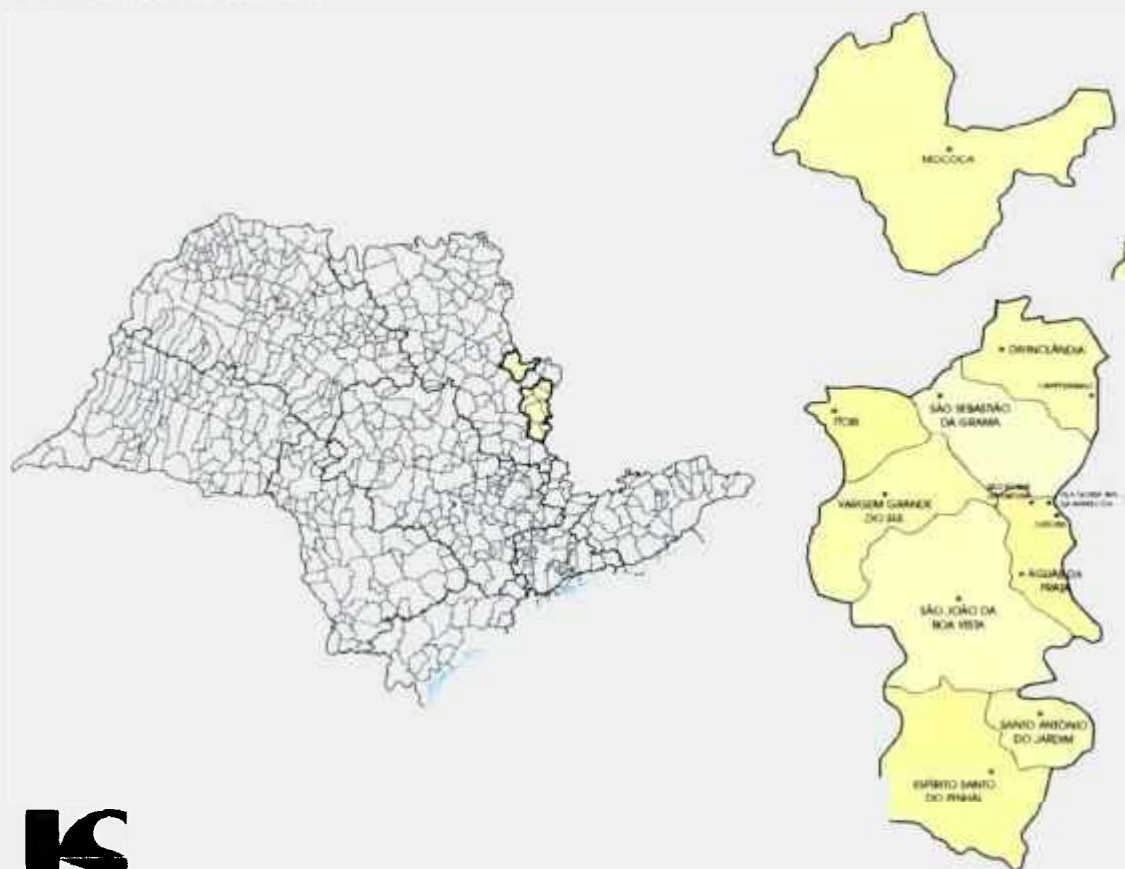 MOCOCA
DIVINOLÂNDIA
CAMPESTRINHO
SÃO SEBASTIÃO
DA GRAMA
ITOBI
VARGEM GRANDE
DO SUL
ÁGUAS DA
PRATA
SÃO JOÃO DA
BOA VISTA
SANTO ANTÔNIO
DO JARDIM
ESPÍRITO SANTO
DO PINHAL